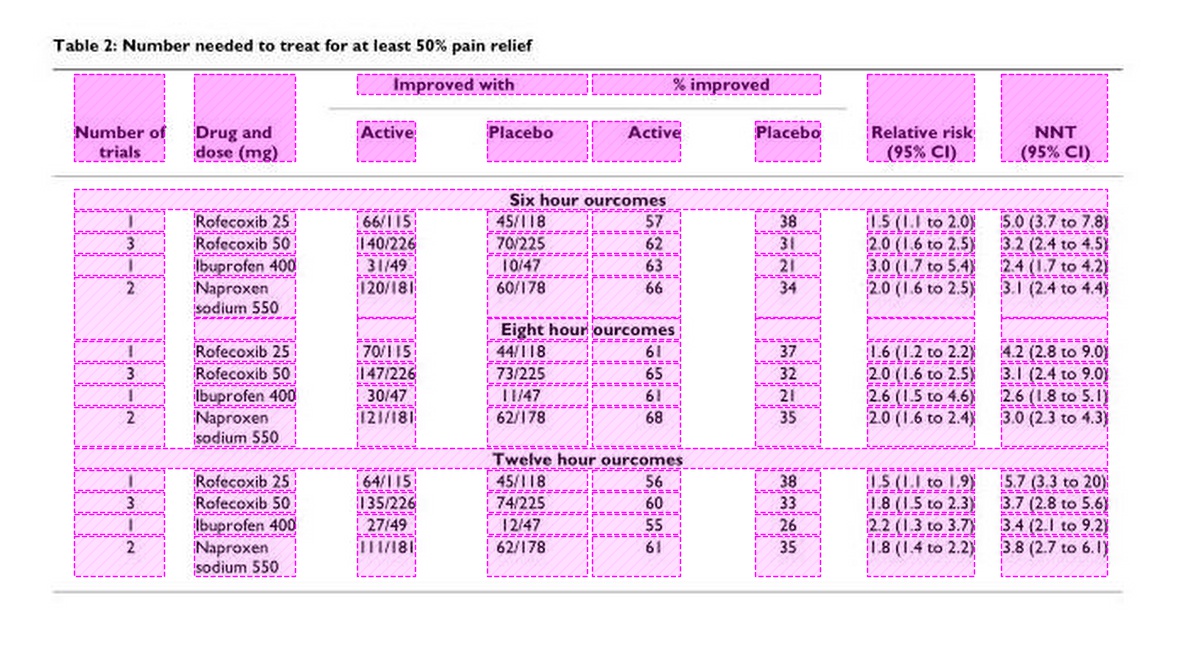 Table 2: Number needed to treat for at least 50% pain relief
Improved with % improved
Number of trials Drug and dose (mg) Active Placebo Active Placebo Relative risk (95% CI) NNT (95% CI)
Six hour ourcomes
1 Rofecoxib 25 66/115 45/118 57 38 1.5 (1.1 to 2.0) 5.0 (3.7 to 7.8)
3 Rofecoxib 50 140/226 70/225 62 31 2.0 (1.6 to 2.5) 3.2 (2.4 to 4.5)
1 Ibuprofen 400 31/49 10/47 63 21 3.0 (1.7 to 5.4) 2.4 (1.7 to 4.2)
2 Naproxen sodium 550 120/181 60/178 66 34 2.0 (1.6 to 2.5) 3.1 (2.4 to 4.4)
Eight hour ourcomes
1 Rofecoxib 25 70/115 44/118 61 37 1.6 (1.2 to 2.2) 4.2 (2.8 to 9.0)
3 Rofecoxib 50 147/226 73/225 65 32 2.0 (1.6 to 2.5) 3.1 (2.4 to 9.0)
1 Ibuprofen 400 30/47 11/47 61 21 2.6 (1.5 to 4.6) 2.6 (1.8 to 5.1)
2 Naproxen sodium 550 121/181 62/178 68 35 2.0 (1.6 to 2.4) 3.0 (2.3 to 4.3)
Twelve hour ourcomes
1 Rofecoxib 25 64/115 45/118 56 38 1.5 (1.1 to 1.9) 5.7 (3.3 to 20)
3 Rofecoxib 50 135/226 74/225 60 33 1.8 (1.5 to 2.3) 3.7 (2.8 to 5.6)
1 Ibuprofen 400 27/49 12/47 55 26 2.2 (1.3 to 3.7) 3.4 (2.1 to 9.2)
2 Naproxen sodium 550 111/181 62/178 61 35 1.8 (1.4 to 2.2) 3.8 (2.7 to 6.1)